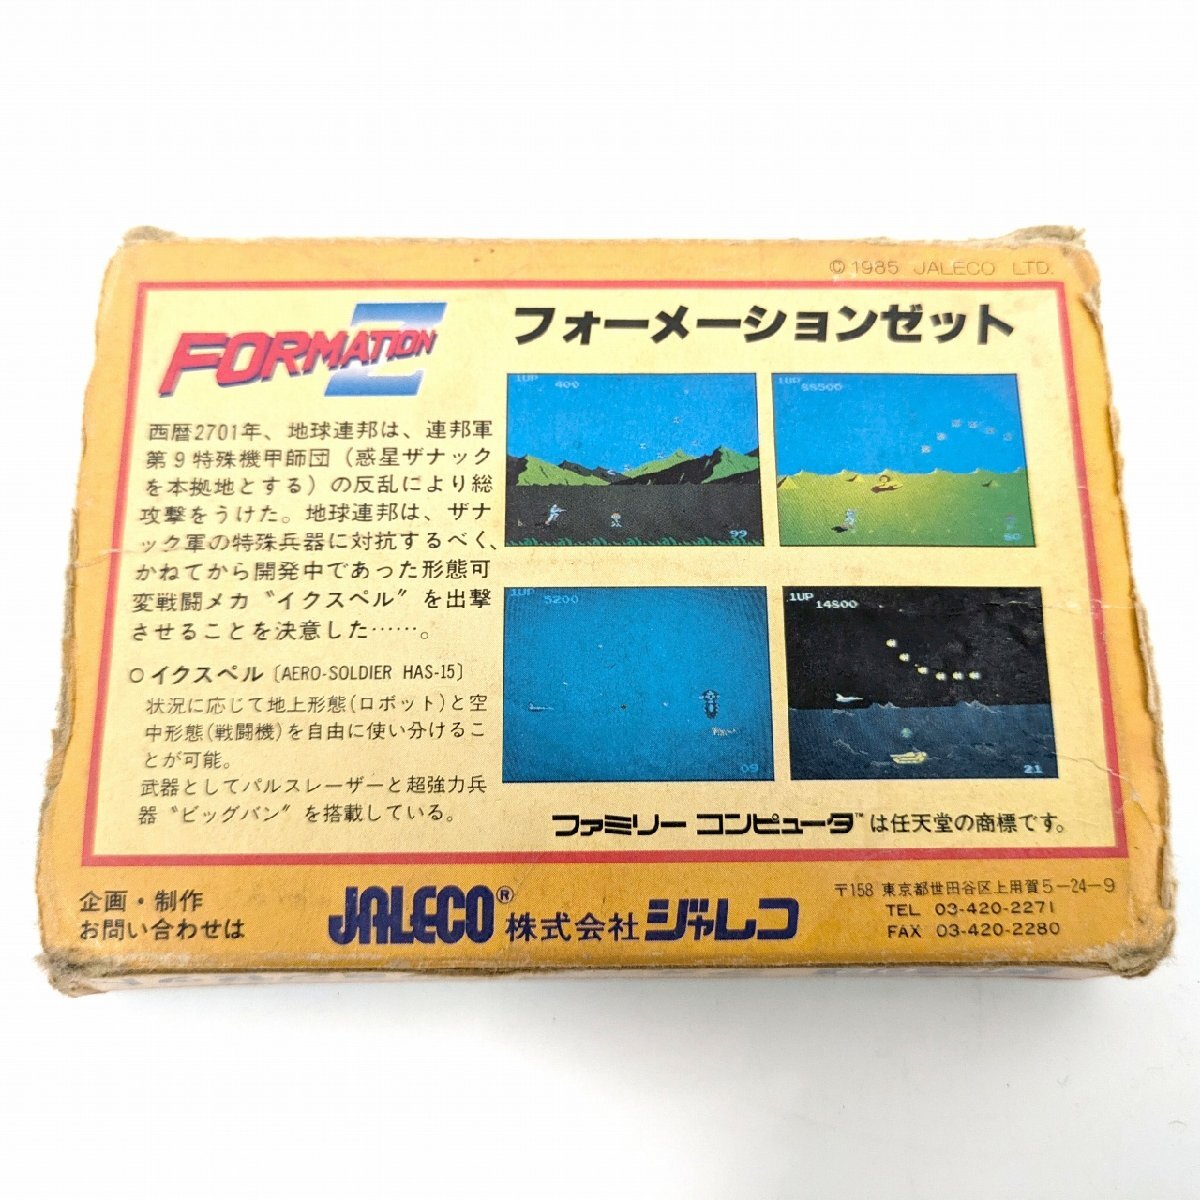 © 1985 JALECO LTD.
FORMATION Z
フォーメーションゼット
西暦2701年、地球連邦は、連邦軍
第9特殊機甲師団(惑星ザナック
を本拠地とする)の反乱により総
攻撃をうけた。地球連邦は、ザナ
ック軍の特殊兵器に対抗するべく、
かねてから開発中であった形態可
変戦闘メカ〝イクスペル〟を出撃
させることを決意した……。
○イクスペル〔AERO-SOLDIER HAS-15〕
状況に応じて地上形態(ロボット)と空
中形態(戦闘機)を自由に使い分けるこ
とが可能。
武器としてパルスレーザーと超強力兵
器〝ビッグバン〟を搭載している。
1UP 400
99
1UP 88500
80
1UP 5200
09
1UP 14800
21
ファミリー コンピュータ™は任天堂の商標です。
企画・制作
お問い合わせは
JALECO® 株式会社ジャレコ
〒158 東京都世田谷区上用賀5-24-9
TEL 03-420-2271
FAX 03-420-2280